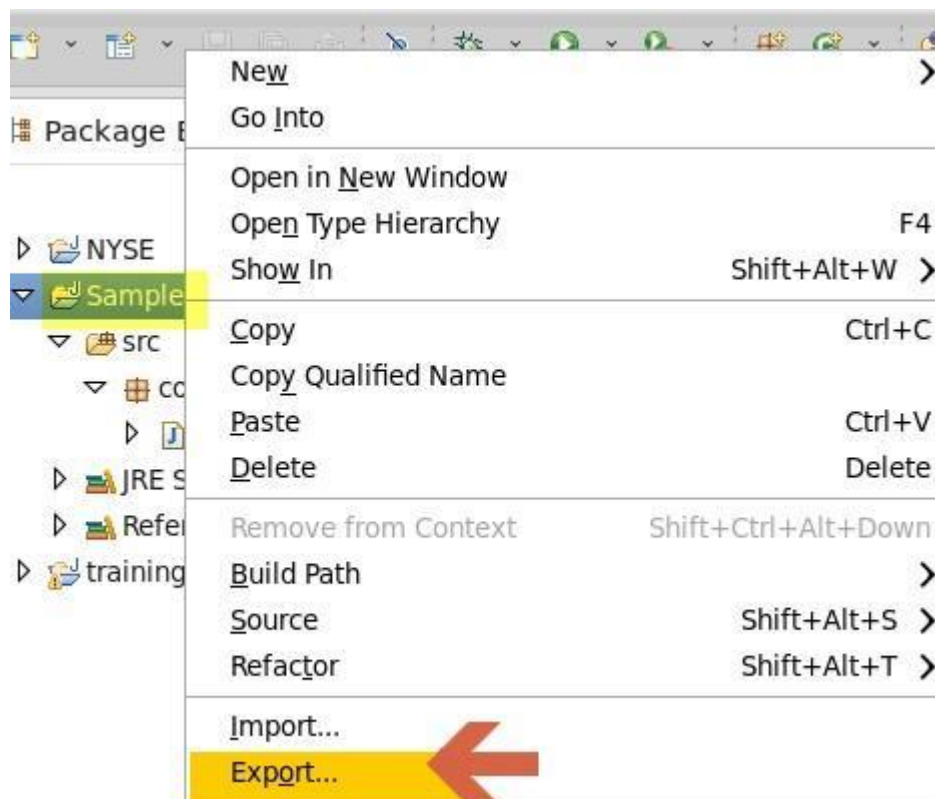 New
Go Into
Package E
Open in New Window
Open Type Hierarchy F4
NYSE
Show In Shift+Alt+W
Sample
Copy Ctrl+C
src
Copy Qualified Name
co
Paste Ctrl+V
J
Delete Delete
JRE S
Remove from Context Shift+Ctrl+Alt+Down
Refer
Build Path
training
Source Shift+Alt+S
Refactor Shift+Alt+T
Import...
Export...